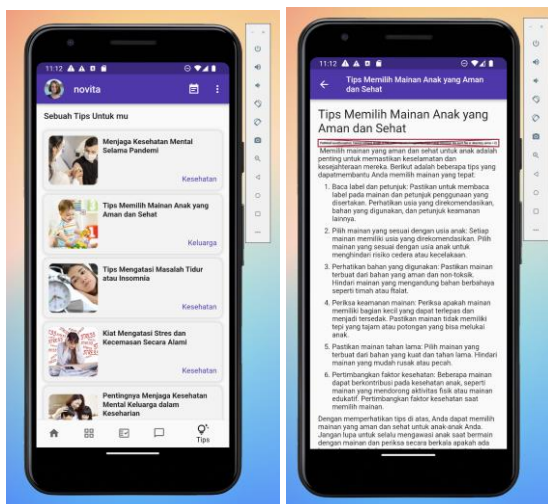 11:12
novita
Sebuah Tips Untuk mu
Menjaga Kesehatan Mental
Selama Pandemi
Kesehatan
Tips Memilih Mainan Anak yang
Aman dan Sehat
Keluarga
Tips Mengatasi Masalah Tidur
atau Insomnia
Kesehatan
Kiat Mengatasi Stres dan
Kecemasan Secara Alami
Kesehatan
Pentingnya Menjaga Kesehatan
Mental Keluarga dalam
Keseharian
Tips
11:12
Tips Memilih Mainan Anak yang Aman
dan Sehat
Tips Memilih Mainan Anak yang
Aman dan Sehat
Memilih mainan yang aman dan sehat untuk anak adalah
penting untuk memastikan keselamatan dan
kesejahteraan mereka. Berikut adalah beberapa tips yang
dapatmembantu Anda memilih mainan yang tepat:
1. Baca label dan petunjuk: Pastikan untuk membaca
label pada mainan dan petunjuk penggunaan yang
disertakan. Perhatikan usia yang direkomendasikan,
bahan yang digunakan, dan petunjuk keamanan
lainnya.
2. Pilih mainan yang sesuai dengan usia anak: Setiap
mainan memiliki usia yang direkomendasikan. Pilih
mainan yang sesuai dengan usia anak untuk
menghindari risiko cedera atau kecelakaan.
3. Perhatikan bahan yang digunakan: Pastikan mainan
terbuat dari bahan yang aman dan non-toksik.
Hindari mainan yang mengandung bahan berbahaya
seperti timah atau ftalat.
4. Periksa keamanan mainan: Periksa apakah mainan
memiliki bagian kecil yang dapat terlepas dan
menjadi tersedak. Pastikan mainan tidak memiliki
tepi yang tajam atau potongan yang bisa melukai
anak.
5. Pastikan mainan tahan lama: Pilih mainan yang
terbuat dari bahan yang kuat dan tahan lama. Hindari
mainan yang mudah rusak atau pecah.
6. Pertimbangkan faktor kesehatan: Beberapa mainan
dapat berkontribusi pada kesehatan anak, seperti
mainan yang mendorong aktivitas fisik atau mainan
edukatif. Pertimbangkan faktor kesehatan saat
memilih mainan.
Dengan memperhatikan tips di atas, Anda dapat memilih
mainan yang aman dan sehat untuk anak-anak Anda.
Jangan lupa untuk selalu mengawasi anak saat bermain
dengan mainan dan periksa secara berkala apakah ada